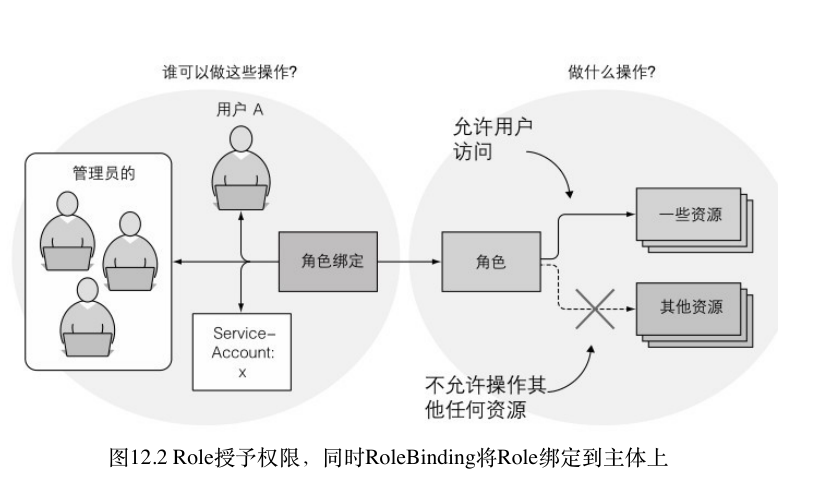 谁可以做这些操作?
做什么操作?
用户 A
允许用户
访问
管理员的
一些资源
角色绑定
角色
其他资源
Service-
Account:
x
不允许操作其
他任何资源
图12.2 Role授予权限，同时RoleBinding将Role绑定到主体上